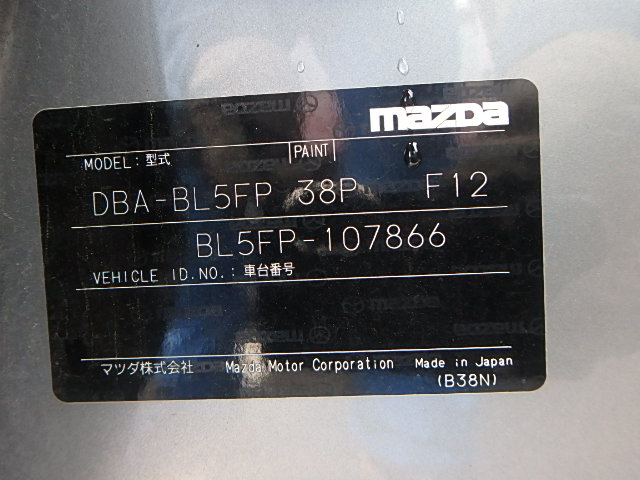 mazda
MODEL: 型式 PAINT
DBA-BL5FP 38P F12
BL5FP-107866
VEHICLE ID.NO.: 車台番号
マツダ株式会社 Mazda Motor Corporation Made in Japan
(B38N)